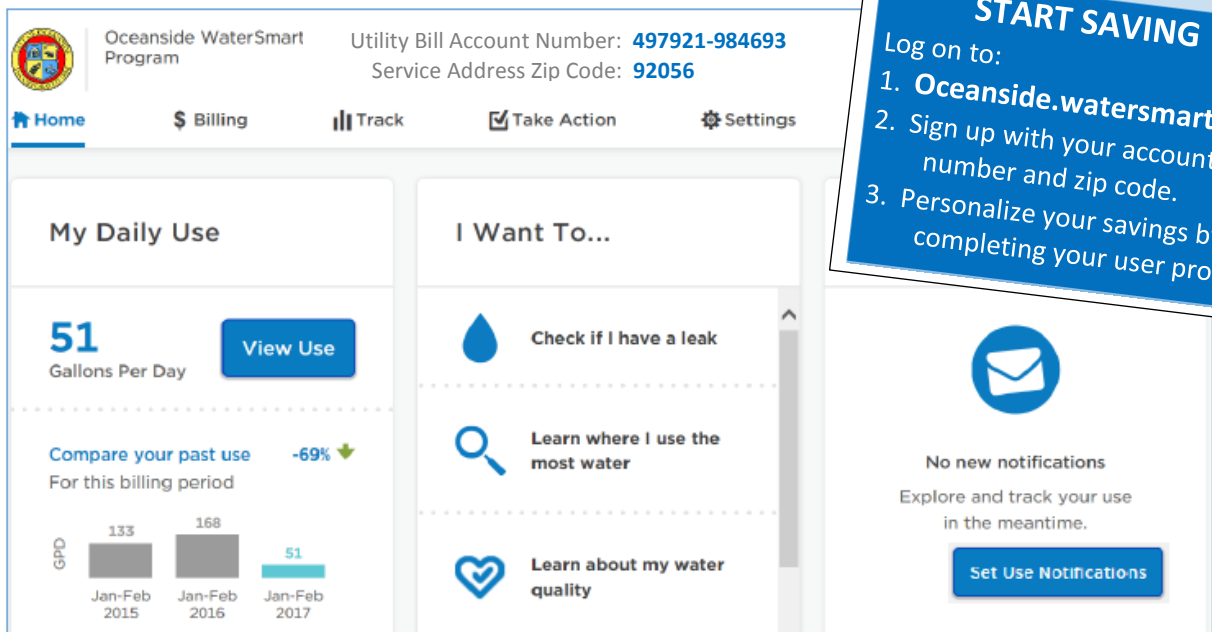 Oceanside WaterSmart
Program
Utility Bill Account Number: 497921-984693
Service Address Zip Code: 92056
START SAVING
Log on to:
1. Oceanside.watersmart
2. Sign up with your account
number and zip code.
3. Personalize your savings b
completing your user pro
Home
$ Billing
Track
Take Action
Settings
My Daily Use
51
Gallons Per Day
View Use
Compare your past use -69%
For this billing period
GPD
133
168
51
Jan-Feb
2015
Jan-Feb
2016
Jan-Feb
2017
I Want To...
Check if I have a leak
Learn where I use the
most water
Learn about my water
quality
No new notifications
Explore and track your use
in the meantime.
Set Use Notifications